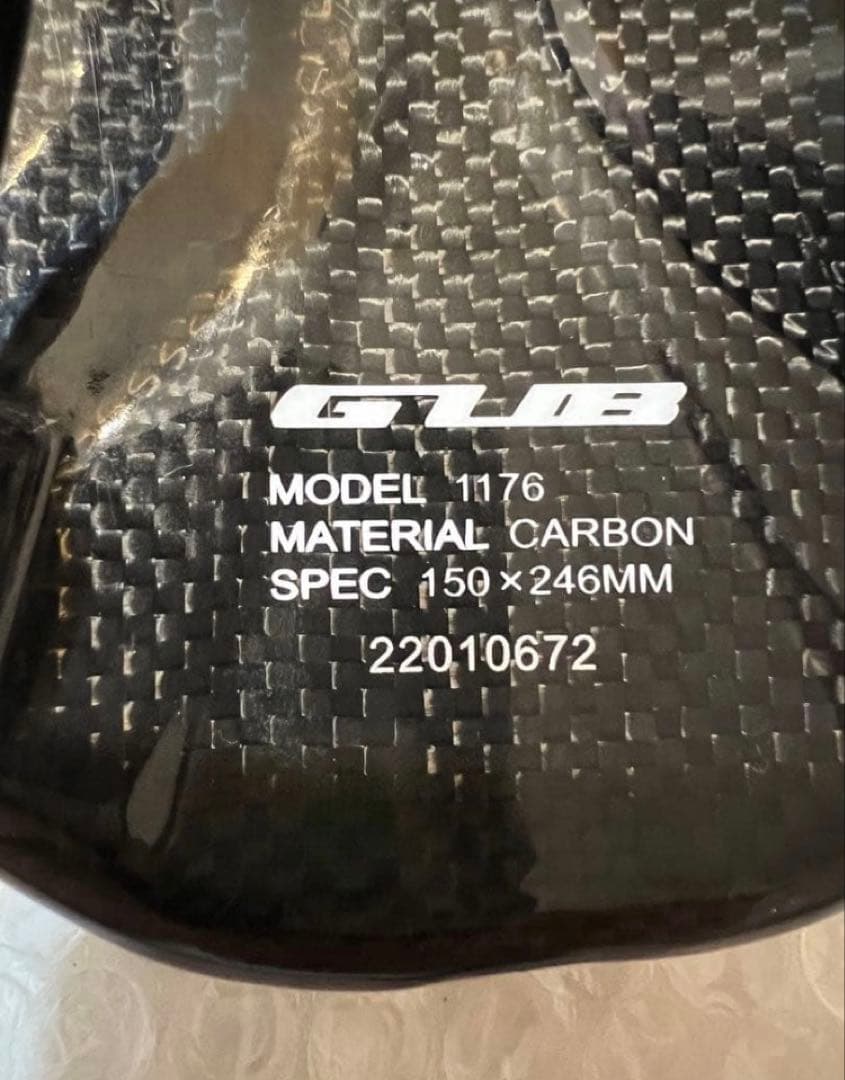 GUB
MODEL 1176
MATERIAL CARBON
SPEC 150×246MM
22010672